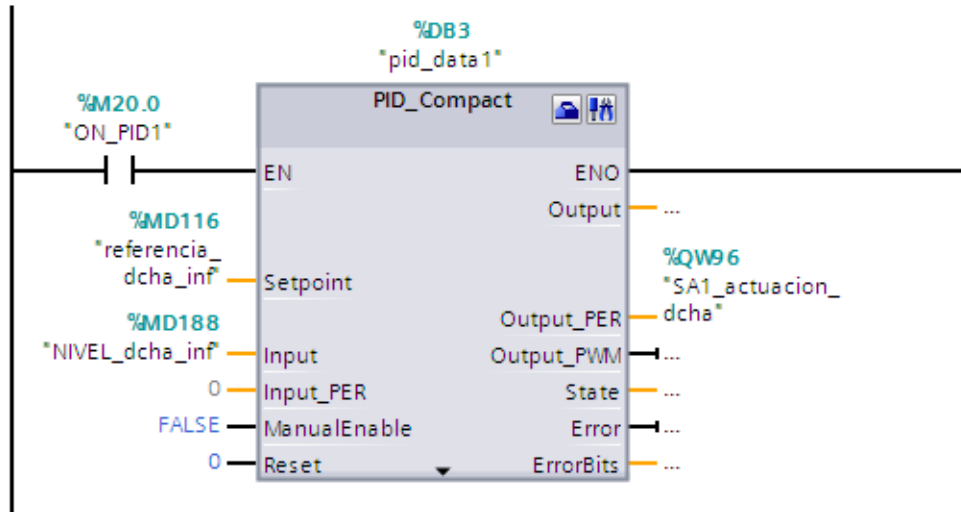 %DB3
"pid_data1"
PID_Compact
%M20.0
"ON_PID1"
EN
ENO
Output
...
%MD116
"referencia_
dcha_inf"
Setpoint
%QW96
"SA1_actuacion_
dcha"
Output_PER
%MD188
"NIVEL_dcha_inf"
Input
Output_PWM
...
0
Input_PER
State
...
FALSE
ManualEnable
Error
...
0
Reset
ErrorBits
...